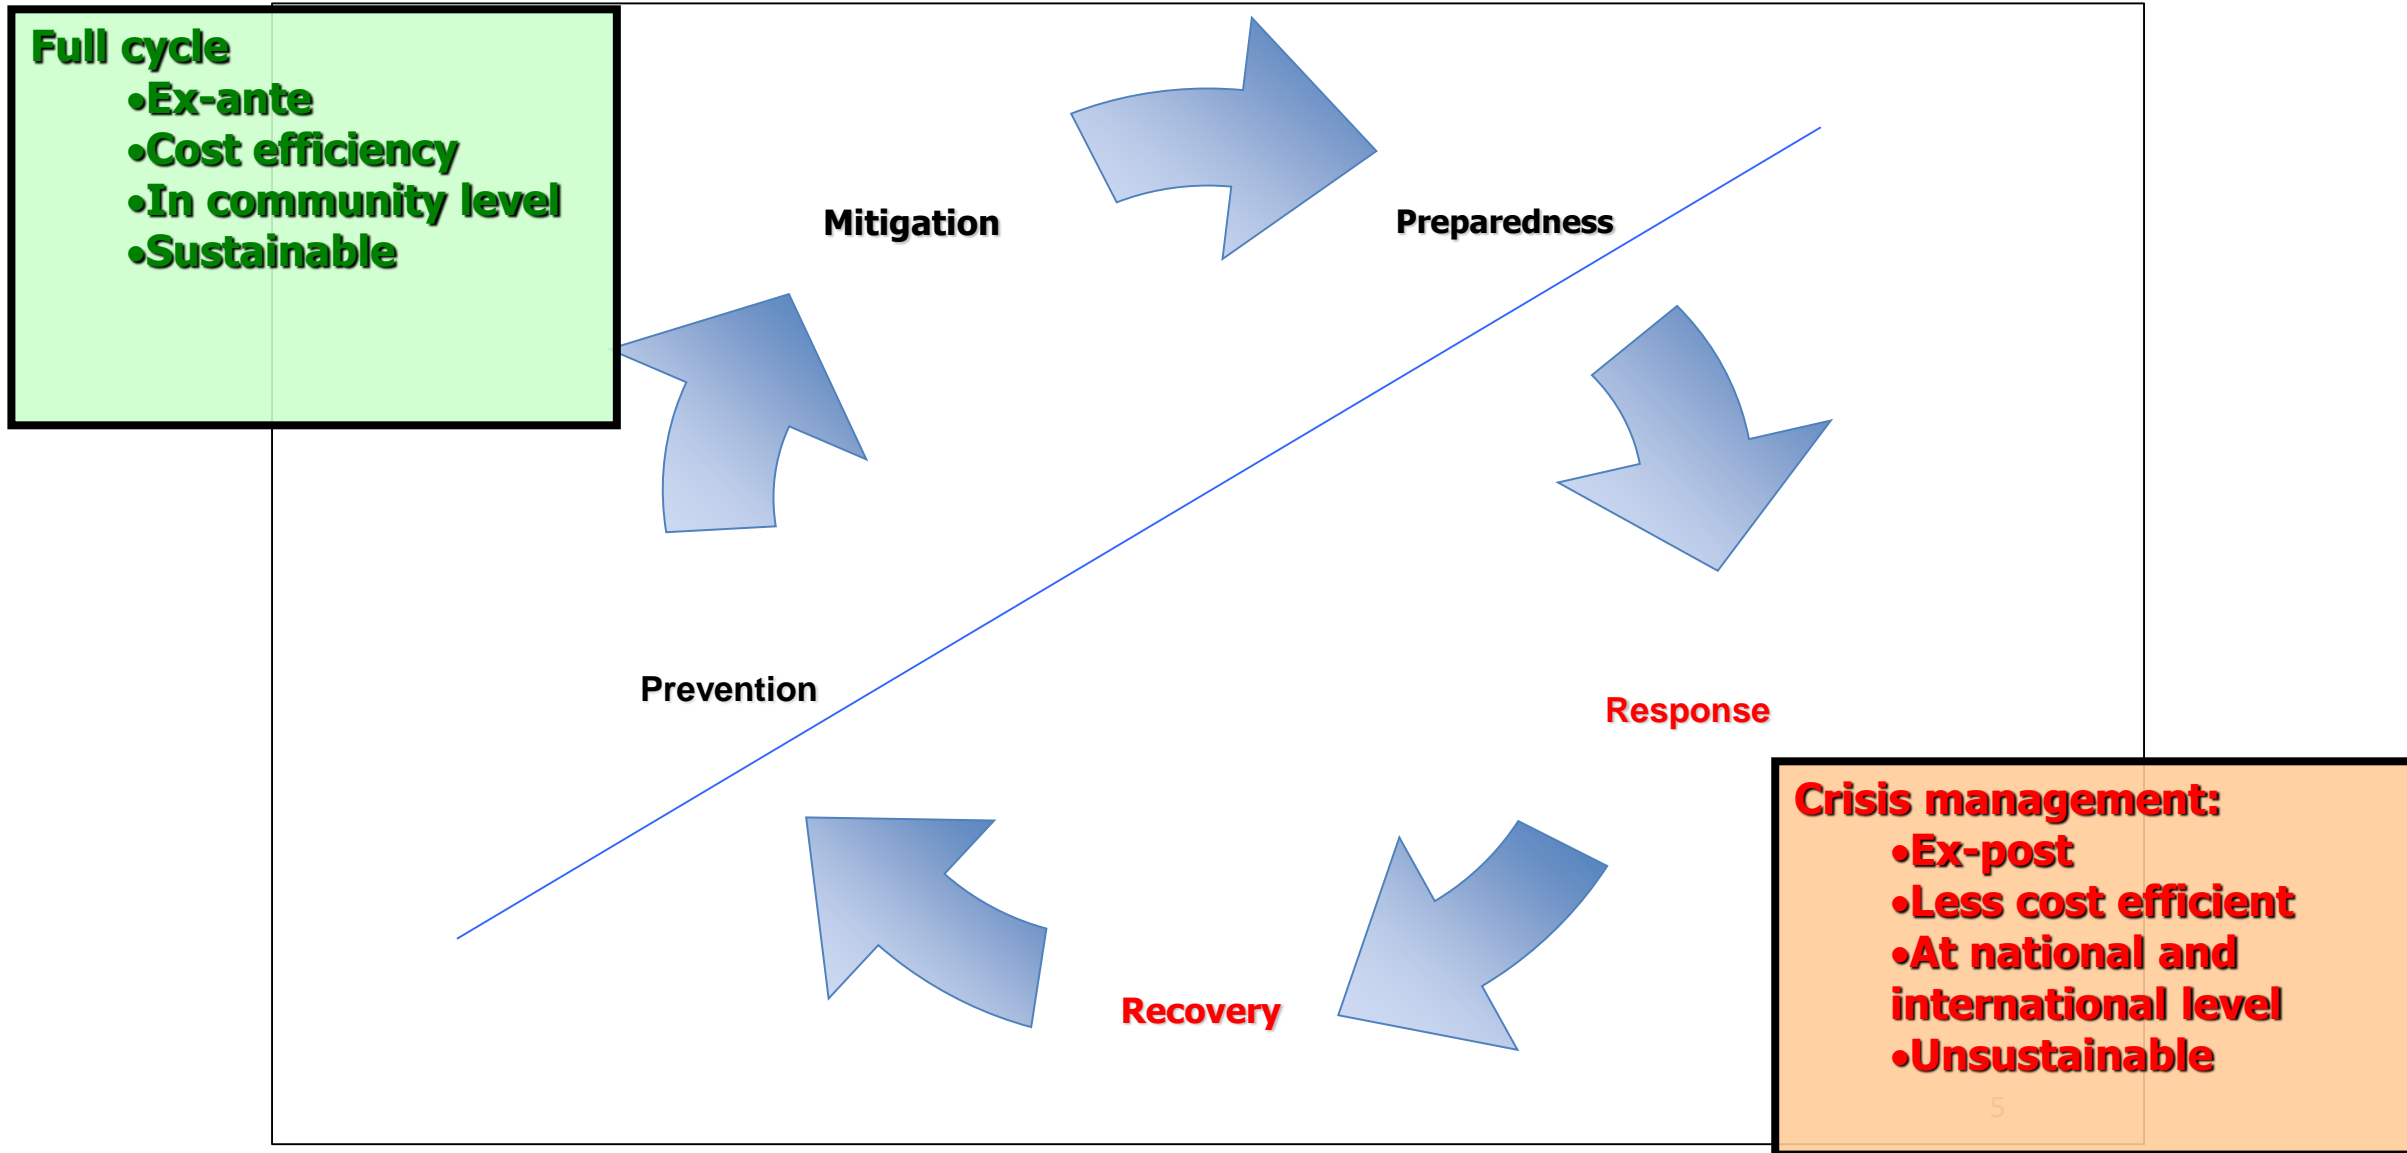 Full cycle
•Ex-ante
•Cost efficiency
•In community level
•Sustainable
Mitigation
Preparedness
Prevention
Response
Recovery
Crisis management:
•Ex-post
•Less cost efficient
•At national and
international level
•Unsustainable
5